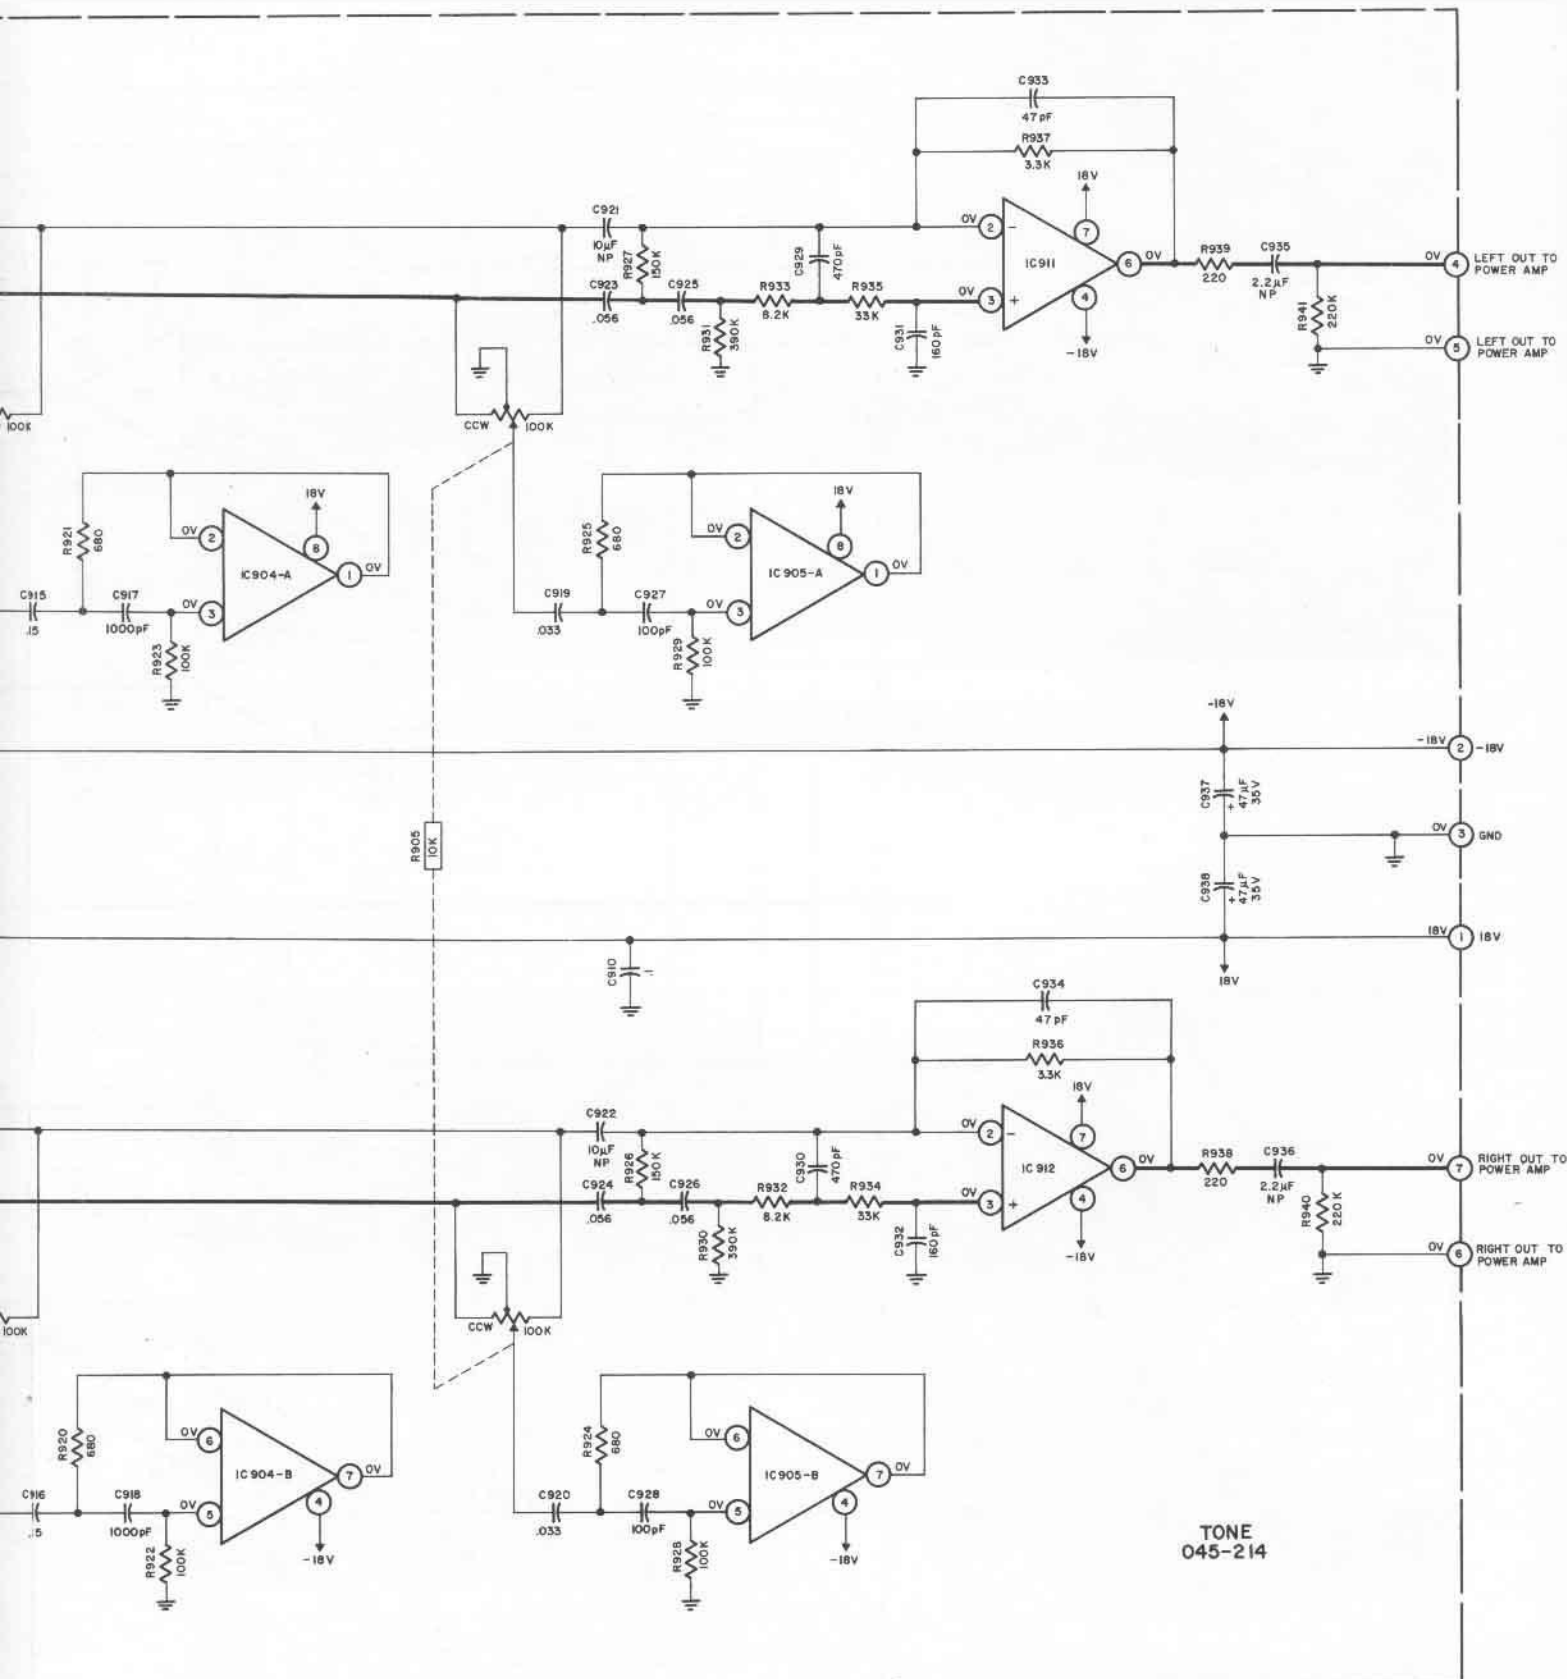 C933
47pF
R937
3.3K
18V
7
C921
10µF
NP
R927
150K
C929
470pF
0V 2 -
IC911
6 0V
R939
220
C935
2.2µF
NP
0V 4 LEFT OUT TO
POWER AMP
C923
.056
C925
.056
R931
390K
R933
8.2K
R935
33K
C931
160pF
0V 3 +
4
-18V
R941
220K
0V 5 LEFT OUT TO
POWER AMP
100K
CCW
100K
R921
680
0V 2
18V
8
IC904-A
1 0V
C915
.15
C917
1000pF
0V 3
R923
100K
R925
680
0V 2
18V
8
IC905-A
1 0V
C919
.033
C927
100pF
0V 3
R929
100K
-18V
-18V 2 -18V
C937
47µF
35V
+
R905
10K
0V 3 GND
C938
47µF
35V
+
18V 1 18V
18V
C910
.1
C934
47pF
R936
3.3K
18V
7
C922
10µF
NP
R926
150K
C930
470pF
0V 2 -
IC912
6 0V
R938
220
C936
2.2µF
NP
0V 7 RIGHT OUT TO
POWER AMP
C924
.056
C926
.056
R930
390K
R932
8.2K
R934
33K
C932
160pF
0V 3 +
4
-18V
R940
220K
0V 6 RIGHT OUT TO
POWER AMP
100K
CCW
100K
R920
680
0V 6
IC904-B
7 0V
C916
.15
C918
1000pF
0V 5
4
-18V
R922
100K
R924
680
0V 6
IC905-B
7 0V
C920
.033
C928
100pF
0V 5
4
-18V
R928
100K
TONE
045-214